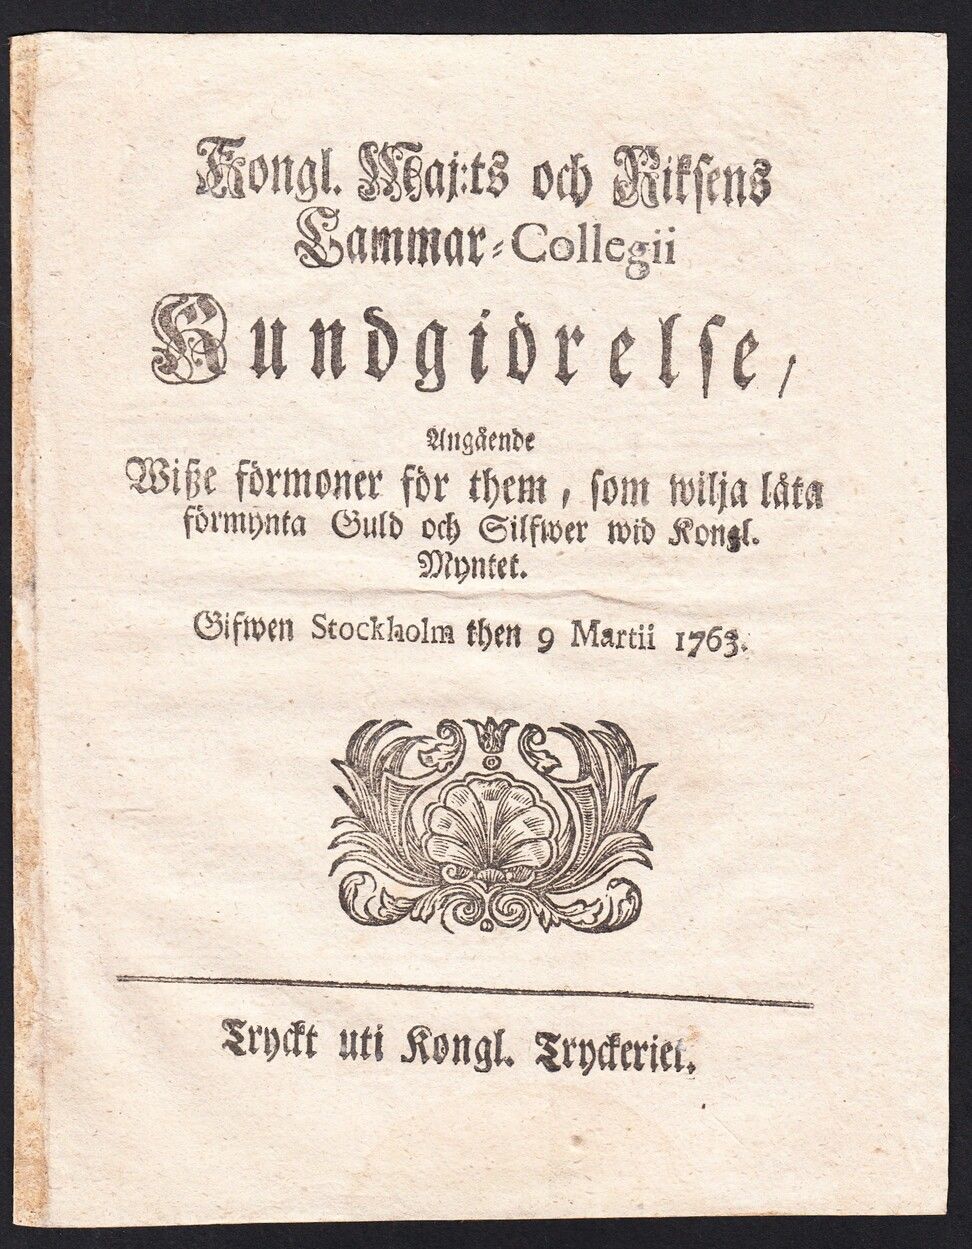 Kongl. Maj:ts och Riksens
Cammar-Collegii
Kundgiörelse,
Angående
Wiße förmoner för them, som wilja låta
förmynta Guld och Silfwer wid Kongl.
Myntet.
Gifwen Stockholm then 9 Martii 1763.
Tryckt uti Kongl. Tryckeriet.